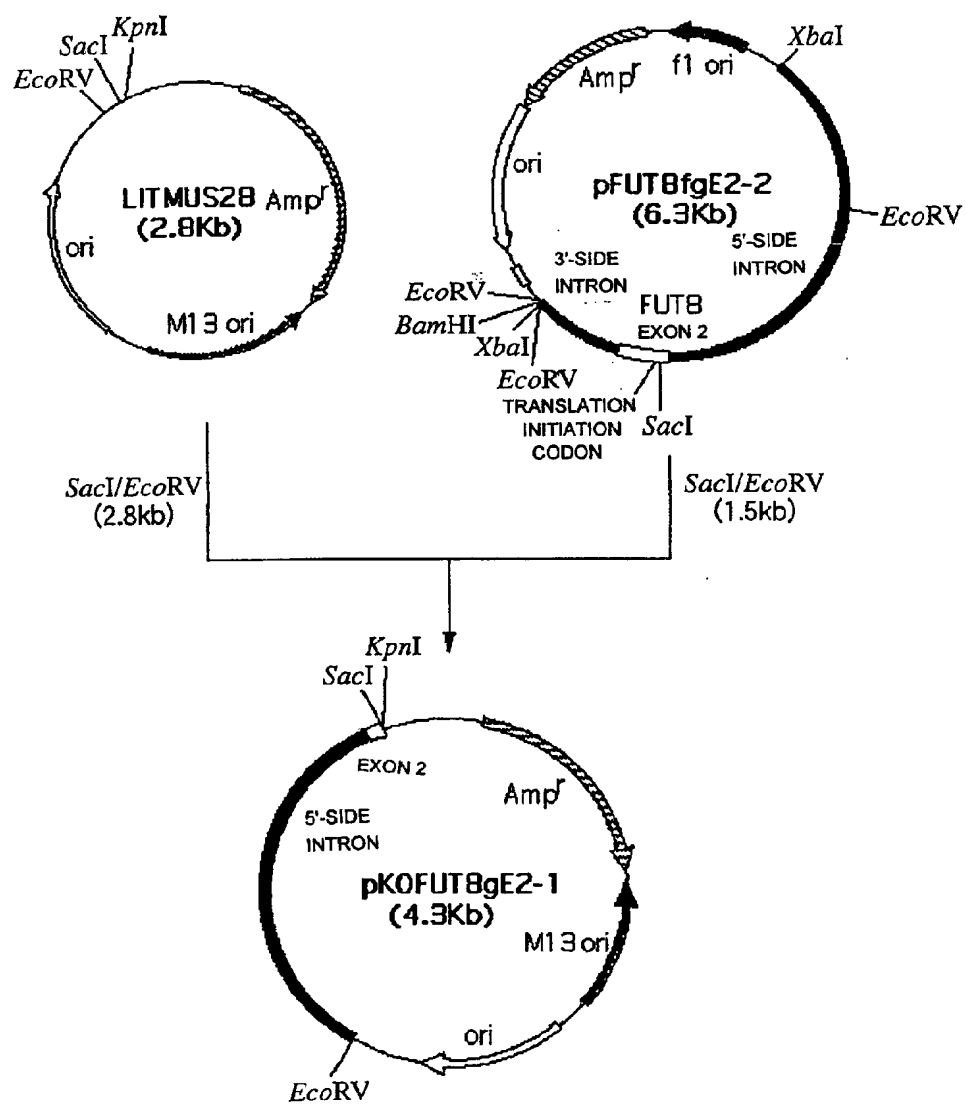 KpnI
SacI
EcoRV
LITMUS28
(2.8Kb)
Ampr
ori
M13 ori
XbaI
f1 ori
Ampr
ori
pFUT8fgE2-2
(6.3Kb)
EcoRV
5'-SIDE
INTRON
3'-SIDE
INTRON
FUT8
EXON 2
EcoRV
BamHI
XbaI
EcoRV
TRANSLATION
INITIATION
CODON
SacI
SacI/EcoRV
(2.8kb)
SacI/EcoRV
(1.5kb)
KpnI
SacI
EXON 2
Ampr
5'-SIDE
INTRON
pKOFUT8gE2-1
(4.3Kb)
M13 ori
ori
EcoRV